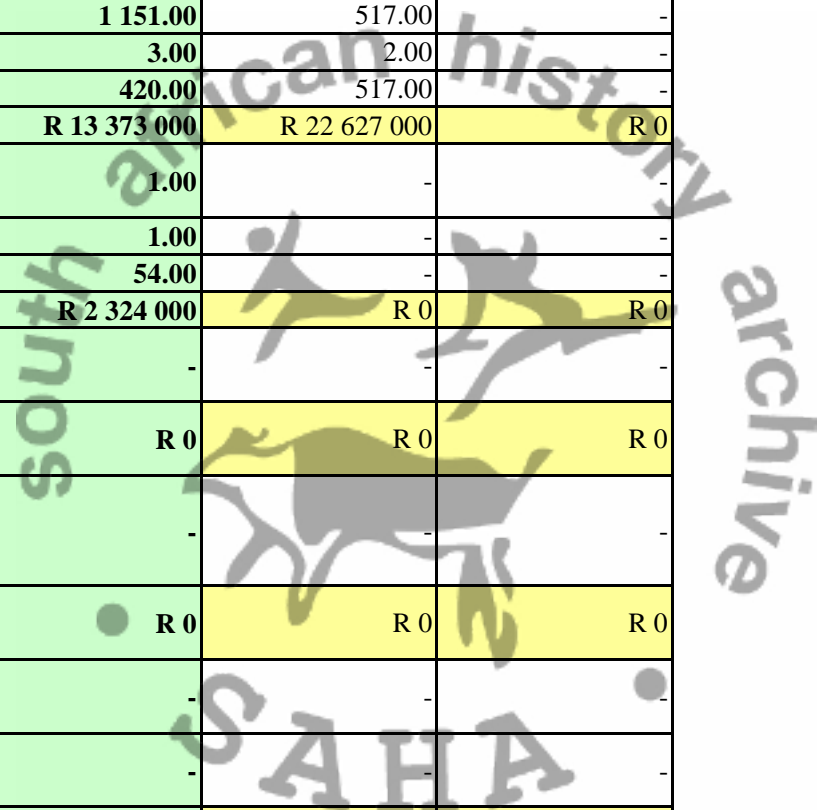 1 151.00 517.00 -
3.00 2.00 -
420.00 517.00 -
R 13 373 000 R 22 627 000 R 0
1.00 - -
1.00 - -
54.00 - -
R 2 324 000 R 0 R 0
- - -
R 0 R 0 R 0
- - -
R 0 R 0 R 0
- - -
- - -
south african history archive
• SAHA •